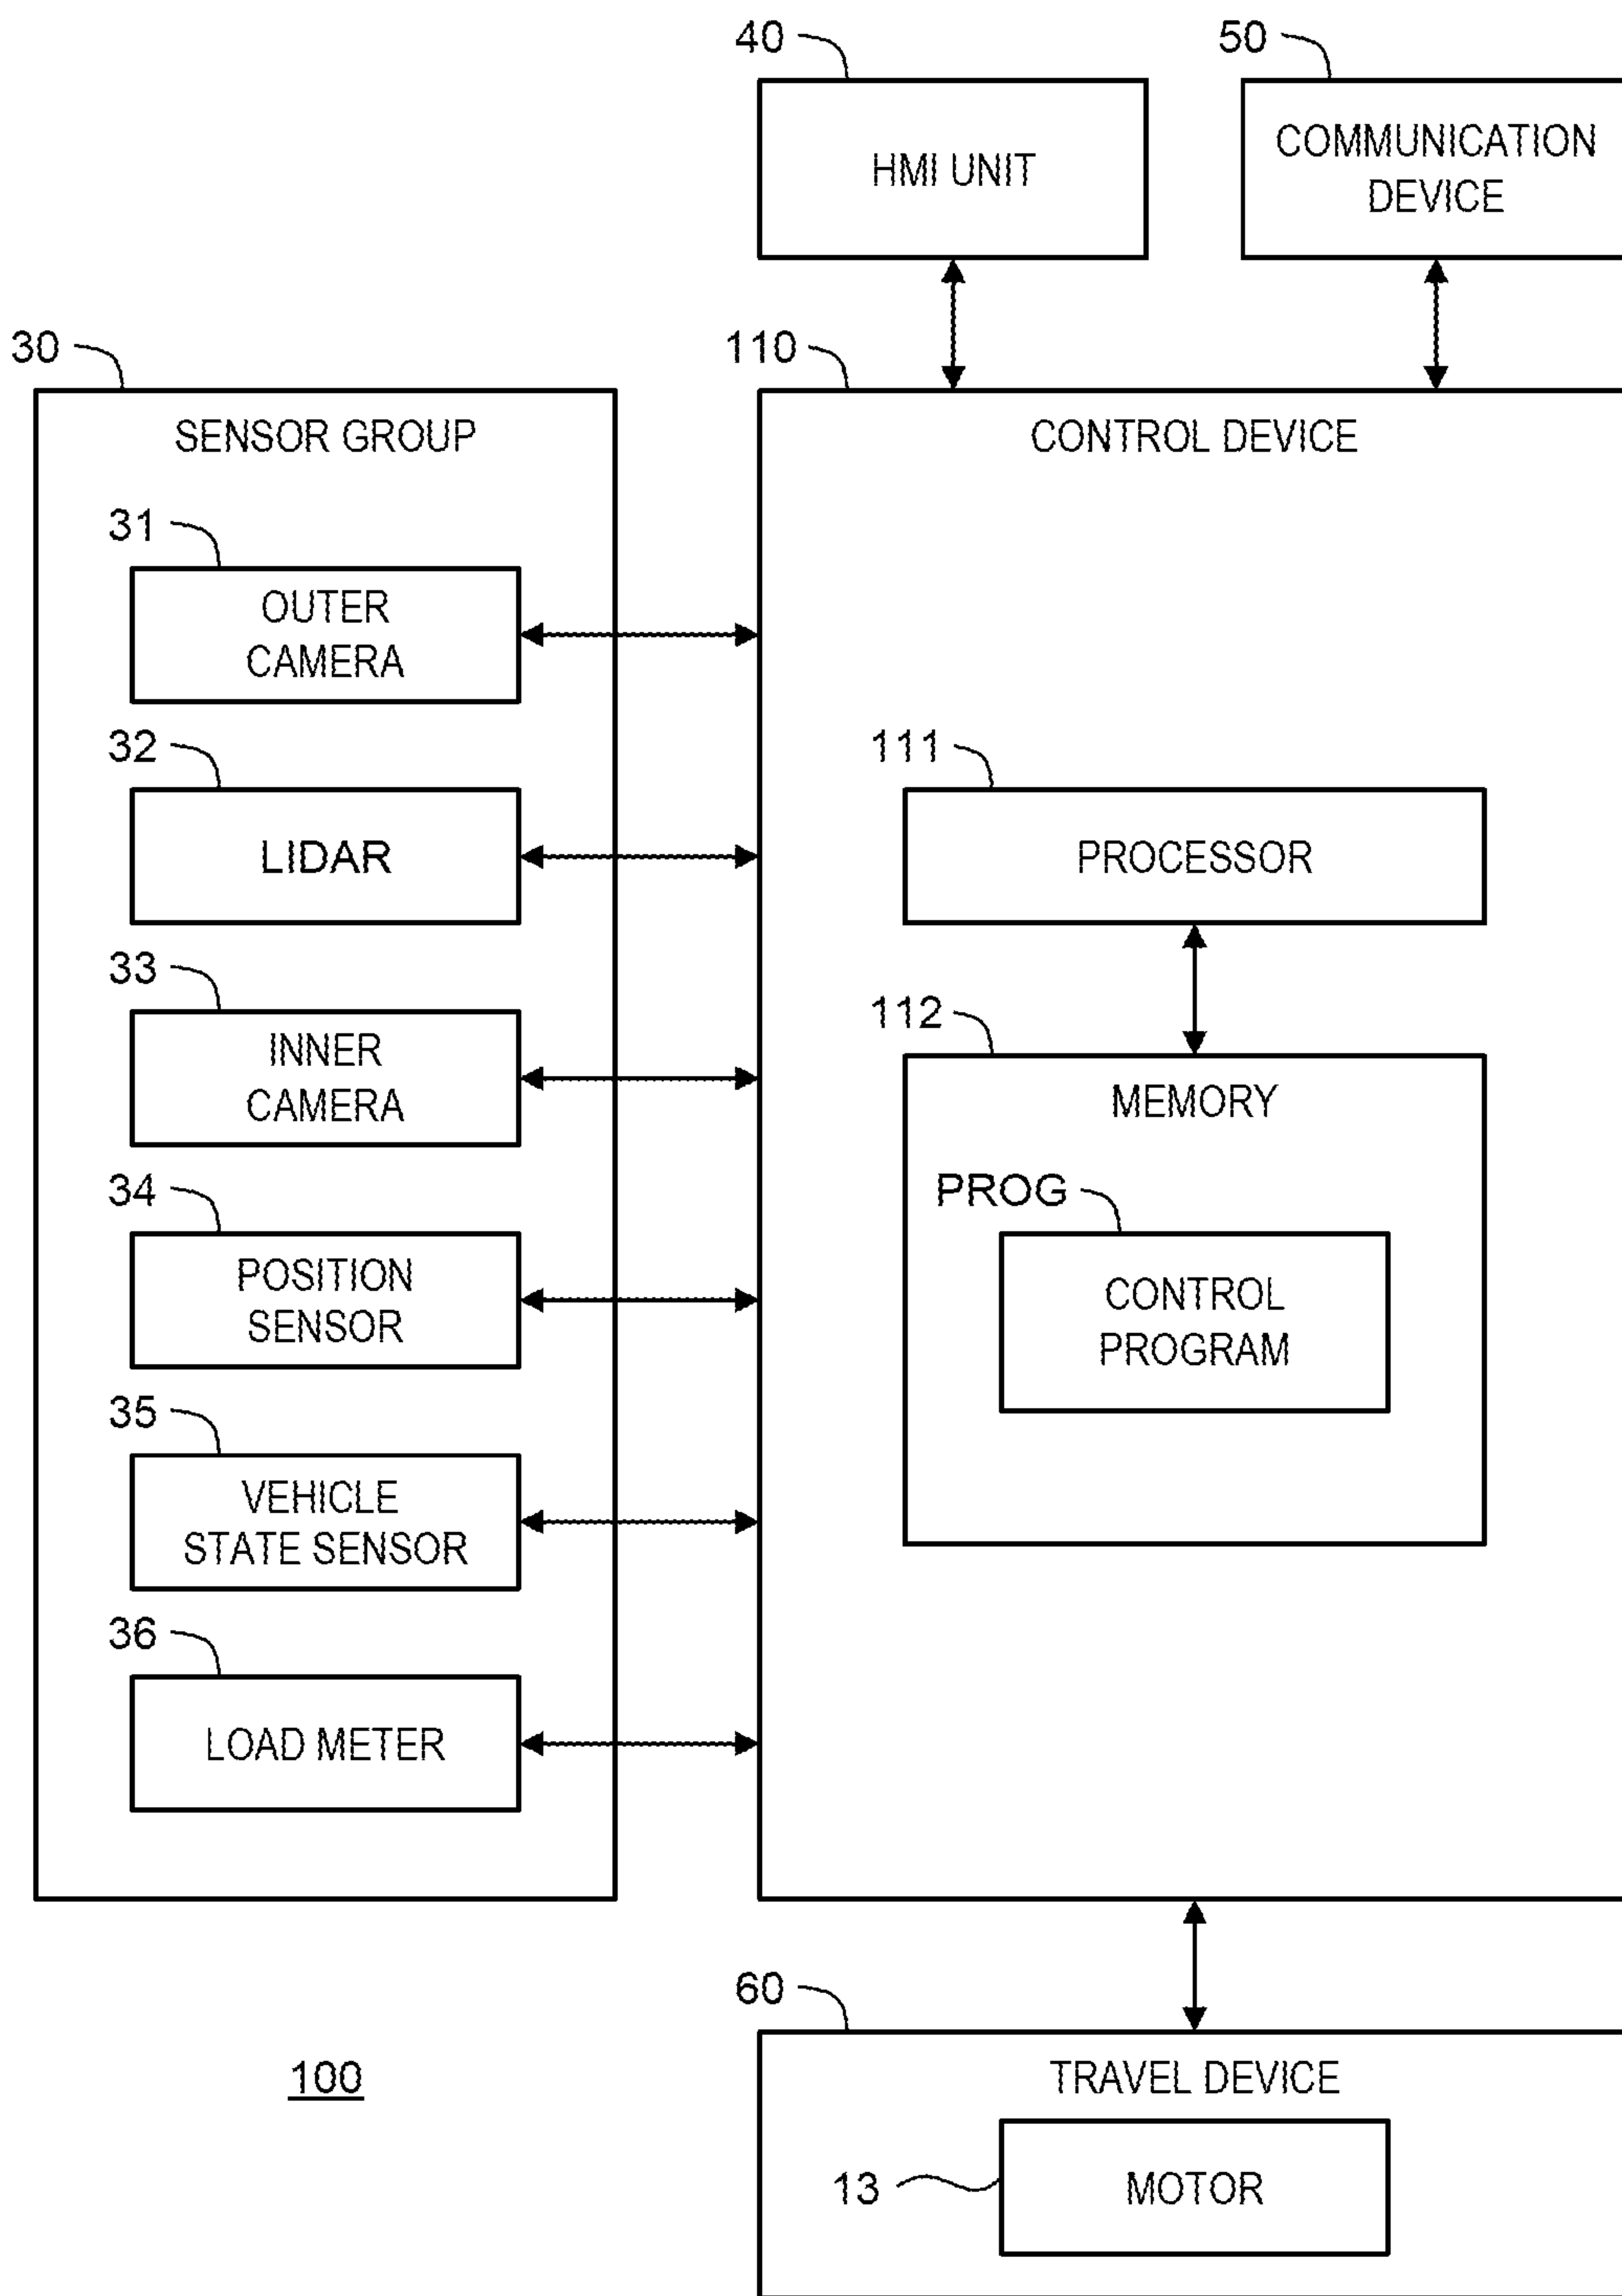 40
50
HMI UNIT
COMMUNICATION
DEVICE
30
110
SENSOR GROUP
CONTROL DEVICE
31
OUTER
CAMERA
32
LIDAR
111
PROCESSOR
33
INNER
CAMERA
112
MEMORY
34
POSITION
SENSOR
PROG
CONTROL
PROGRAM
35
VEHICLE
STATE SENSOR
36
LOAD METER
60
TRAVEL DEVICE
100
13
MOTOR